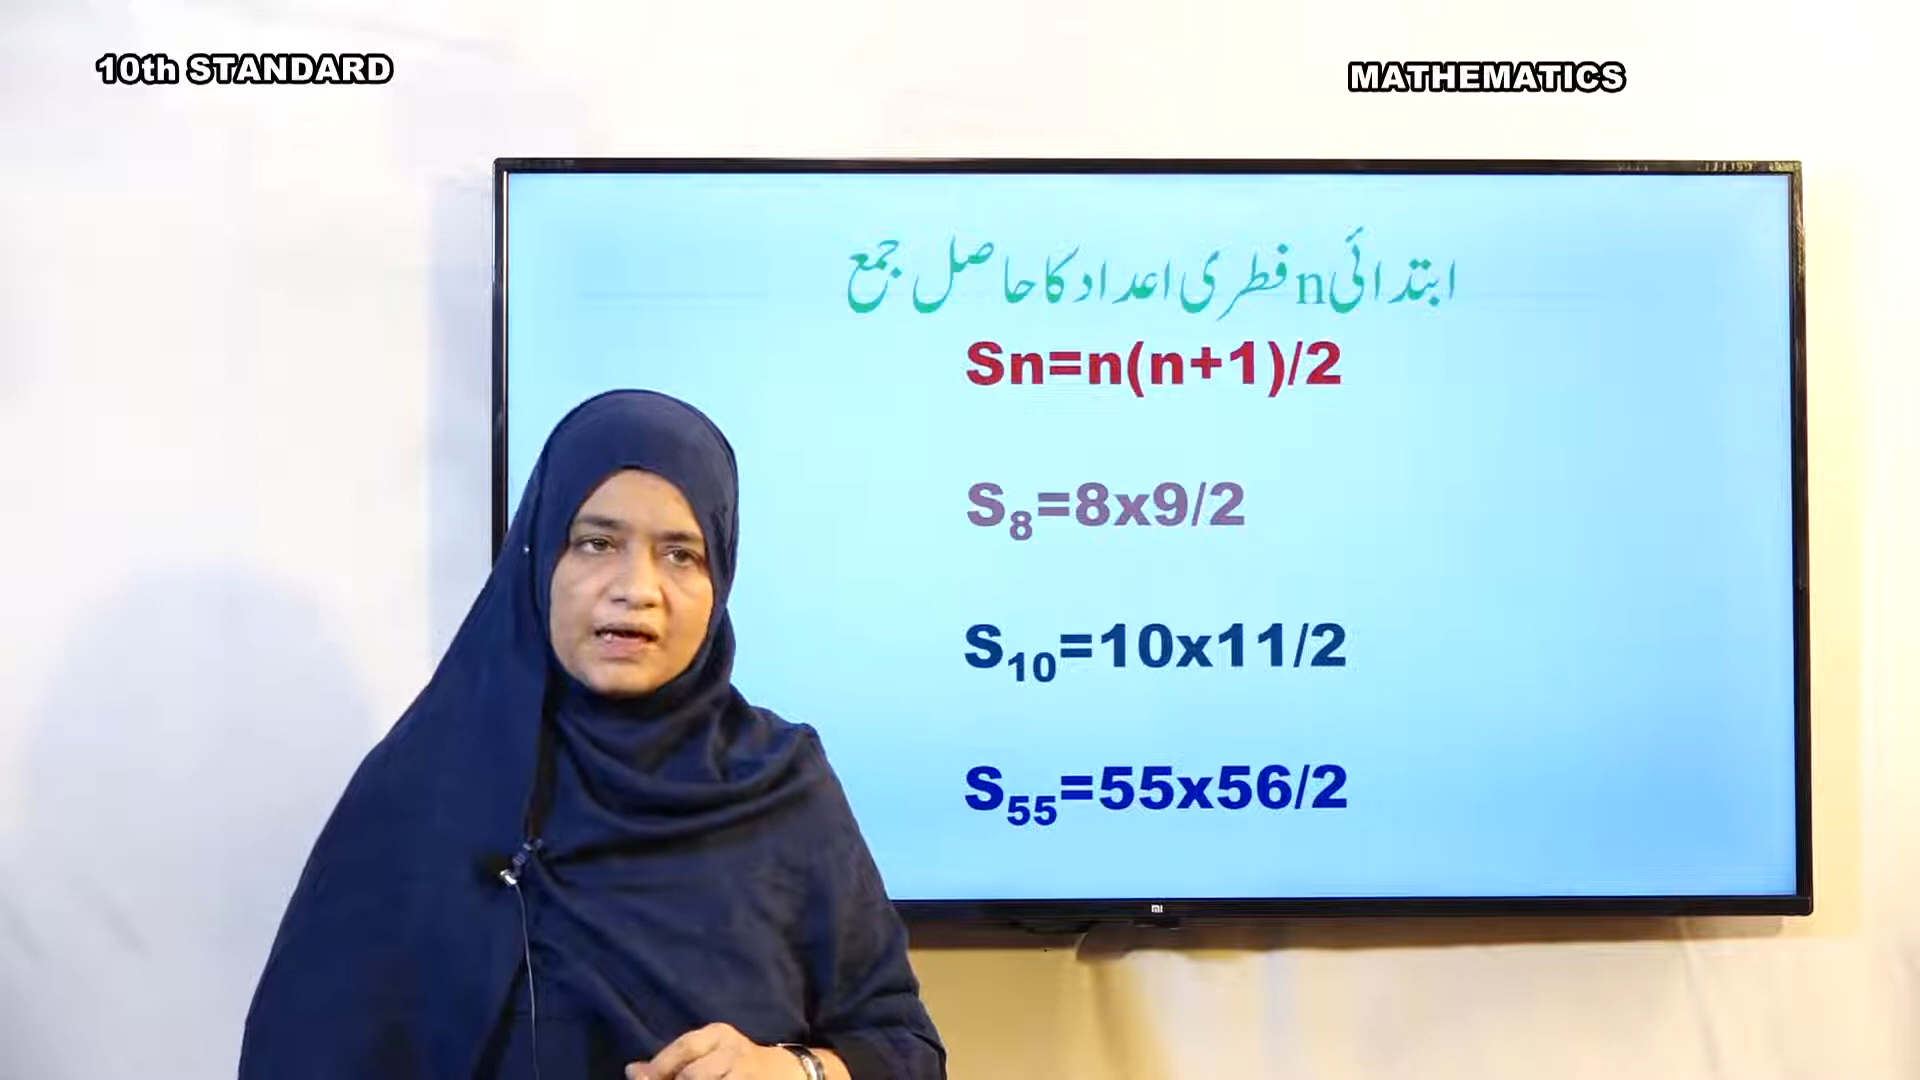 10th STANDARD
MATHEMATICS
ابتدائی n فطری اعداد کا حاصل جمع
Sn=n(n+1)/2
S₈=8x9/2
S₁₀=10x11/2
S₅₅=55x56/2
mi